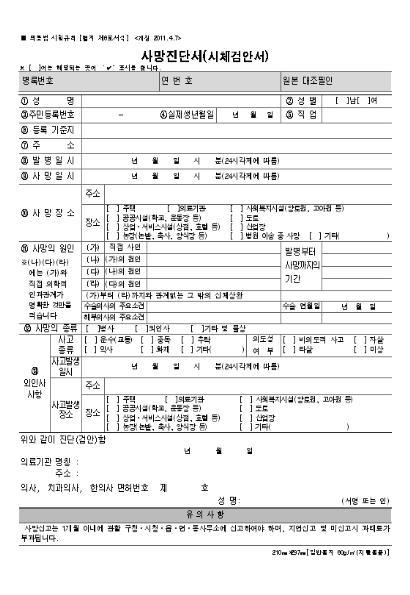 ■ 의료법 시행규칙 [별지 제6호서식] <개정 2011.4.7>
사망진단서(시체검안서)
※ [ ]에는 해당되는 곳에 "✔" 표시를 합니다.
병록번호 연 번 호 원본 대조필인
① 성 명 ② 성 별 [ ]남[ ]여
③주민등록번호 - ④실제생년월일 년 월 일 ⑤ 직 업
⑥ 등록 기준지
⑦ 주 소
⑧ 발 병 일 시 년 월 일 시 분(24시각제에 따름)
⑨ 사 망 일 시 년 월 일 시 분(24시각제에 따름)
⑩ 사 망 장 소
주소
장소
[ ] 주택 [ ]의료기관 [ ] 사회복지시설(양로원, 고아원 등)
[ ] 공공시설(학교, 운동장 등) [ ] 도로
[ ] 상업·서비스시설(상점, 호텔 등) [ ] 산업장
[ ] 농장(논밭, 축사, 양식장 등) [ ] 병원 이송 중 사망 [ ] 기타( )
⑪ 사망의 원인
※(나)(다)(라)에는 (가)와 직접 의학적 인과관계가 명확한 것만을 적습니다
(가) 직접 사인
(나) (가)의 원인
(다) (나)의 원인
(라) (다)의 원인
발병부터 사망까지의 기간
(가)부터 (라)까지와 관계없는 그 밖의 신체상황
수술의사의 주요소견 수술 연월일 년 월 일
해부의사의 주요소견
⑫ 사망의 종류 [ ]병사 [ ]외인사 [ ]기타 및 불상
⑬ 외인사 사항
사고 종류
[ ] 운수(교통) [ ] 중독 [ ] 추락
[ ] 익사 [ ] 화재 [ ] 기타( )
의도성 여 부
[ ] 비의도적 사고 [ ] 자살
[ ] 타살 [ ] 미상
사고발생 일시 년 월 일 시 분(24시각제에 따름)
사고발생 장소
주소
장소
[ ] 주택 [ ]의료기관 [ ] 사회복지시설(양로원, 고아원 등)
[ ] 공공시설(학교, 운동장 등) [ ] 도로
[ ] 상업·서비스시설(상점, 호텔 등) [ ] 산업장
[ ] 농장(논밭, 축사, 양식장 등) [ ] 기타( )
위와 같이 진단(검안)함
년 월 일
의료기관 명칭 :
주소 :
의사, 치과의사, 한의사 면허번호 제 호
성 명: (서명 또는 인)
유 의 사 항
사망신고는 1개월 이내에 관할 구청·시청·읍·면·동사무소에 신고하여야 하며, 지연신고 및 미신고시 과태료가 부과됩니다.
210㎜×297㎜[일반용지 60g/㎡(재활용품)]